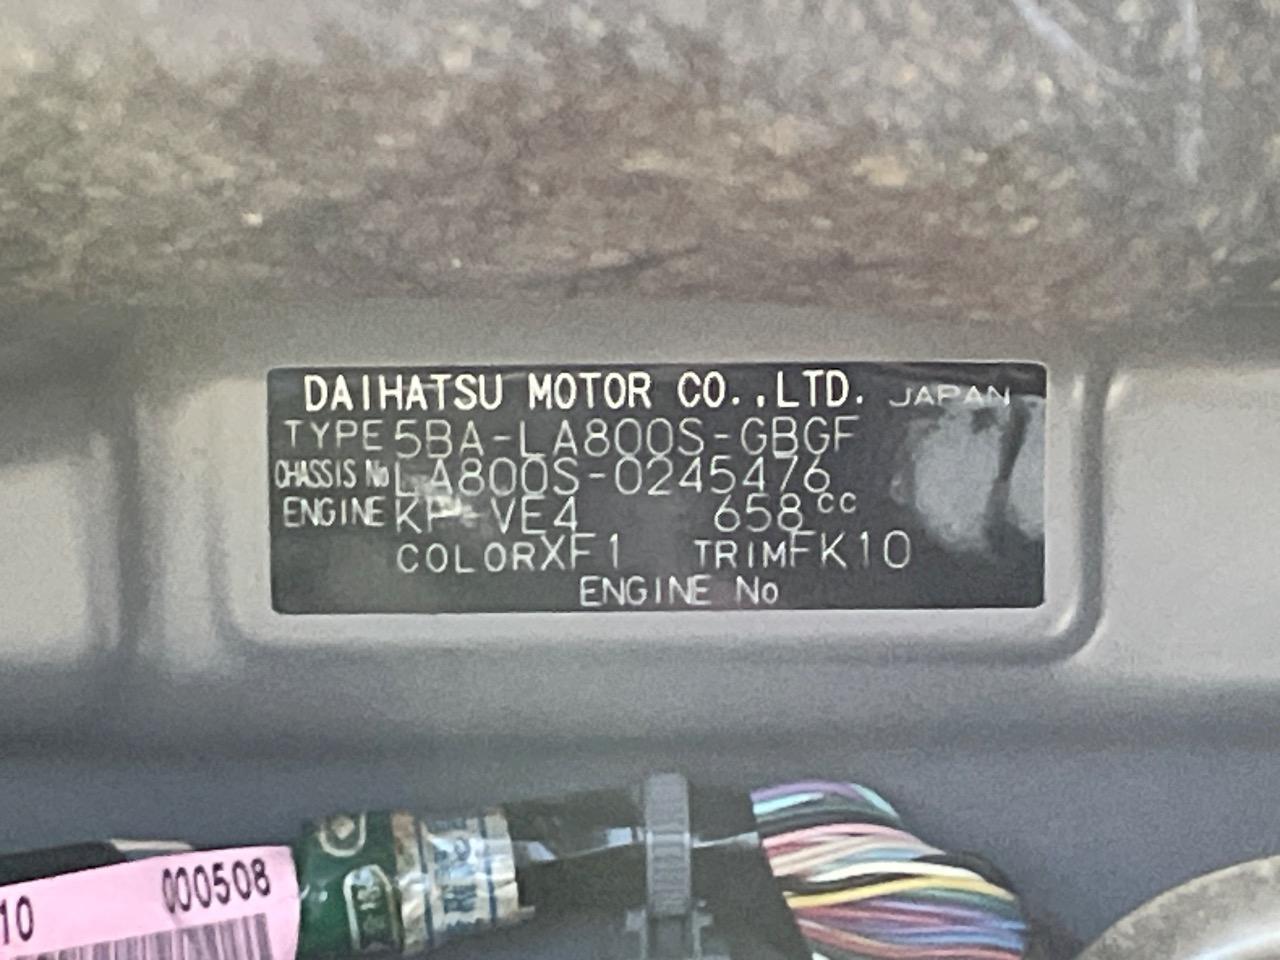 DAIHATSU MOTOR CO.,LTD. JAPAN
TYPE 5BA-LA800S-GBGF
CHASSIS No LA800S-0245476
ENGINE KF-VE4 658cc
COLOR XF1 TRIM FK10
ENGINE No
000508
10